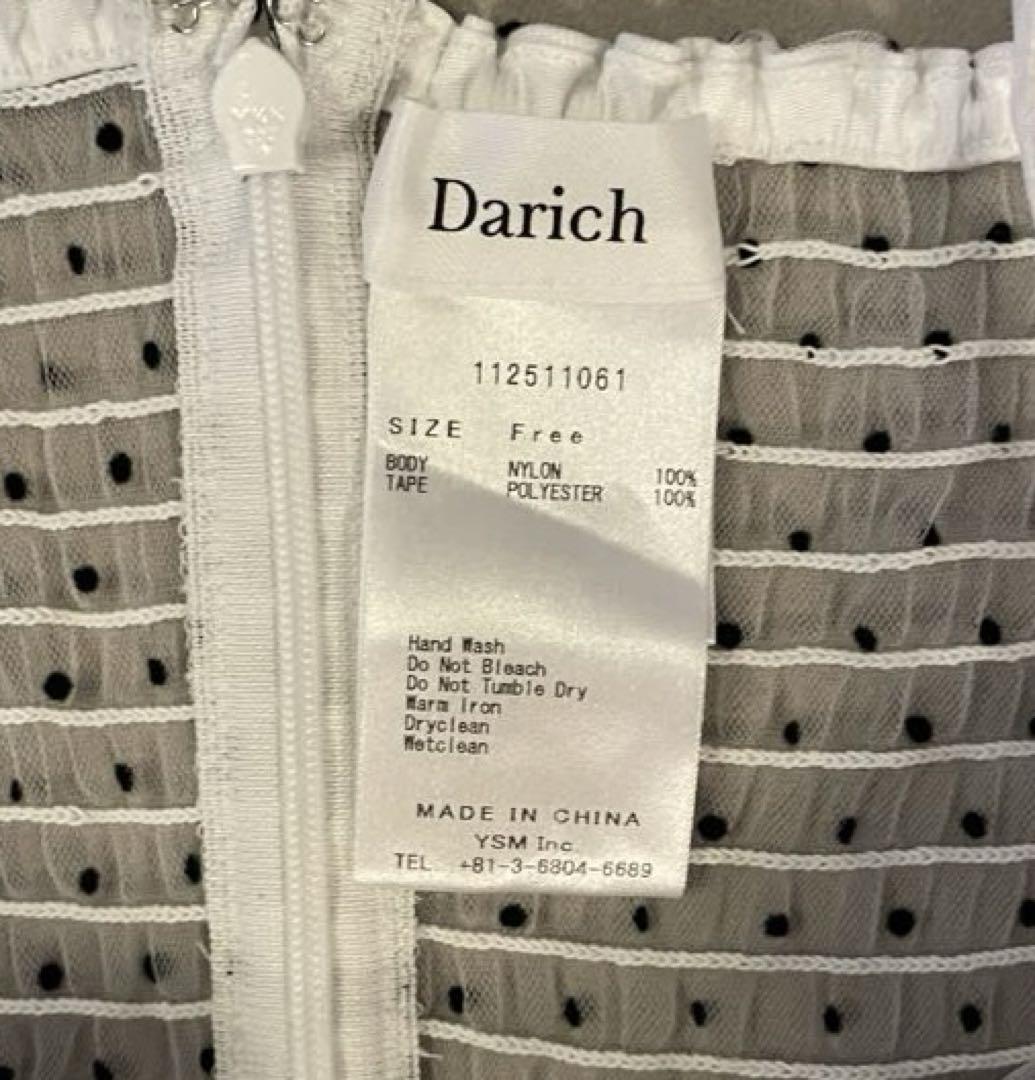 Darich
112511061
SIZE Free
BODY NYLON 100%
TAPE POLYESTER 100%
Hand Wash
Do Not Bleach
Do Not Tumble Dry
Warm Iron
Dryclean
Wetclean
MADE IN CHINA
YSM Inc.
TEL +81-3-6804-6689